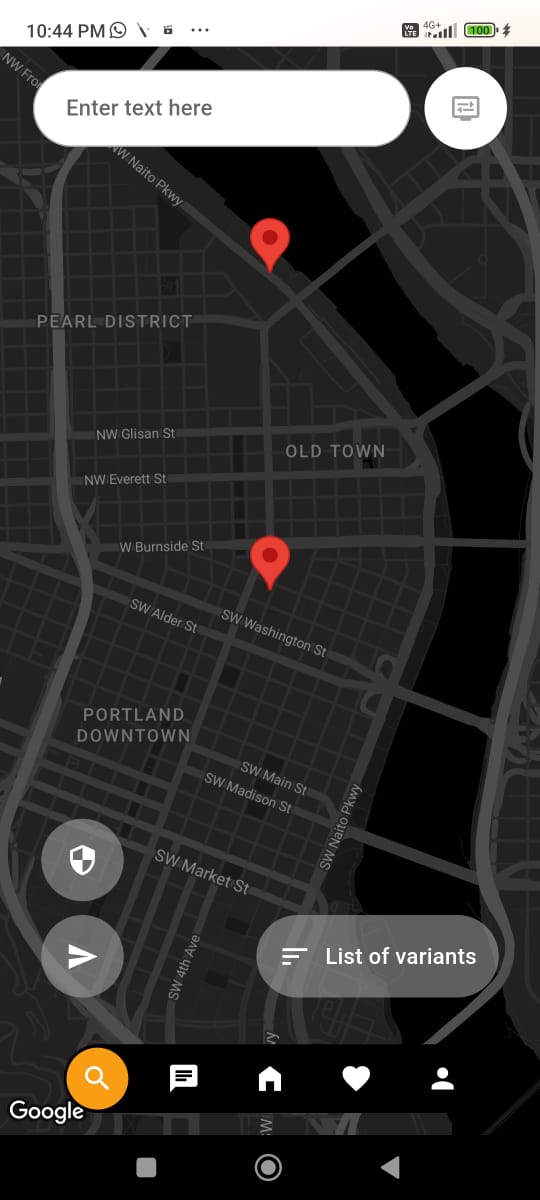 10:44 PM
Vo LTE 4G+ 100
NW Fro
Enter text here
NW Naito Pkwy
PEARL DISTRICT
NW Glisan St
OLD TOWN
NW Everett St
W Burnside St
SW Alder St
SW Washington St
PORTLAND
DOWNTOWN
SW Main St
SW Madison St
SW Naito Pkwy
SW Market St
SW 4th Ave
List of variants
Google
SW